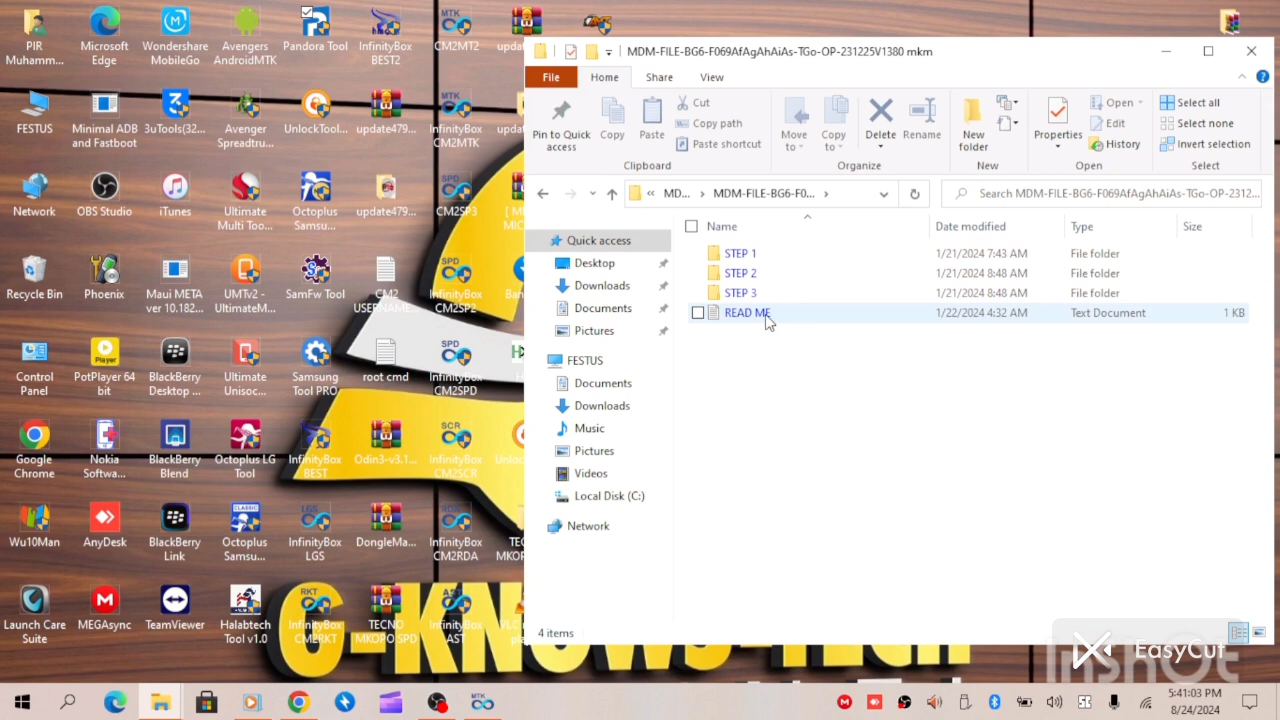 PIR Muhamm...
Microsoft Edge
Wondershare MobileGo
Avengers AndroidMTK
Pandora Tool
InfinityBox BEST2
CM2MT2
updat
FESTUS
Minimal ADB and Fastboot
3uTools(32...
Avenger Spreadtru...
UnlockTool...
update479...
InfinityBox CM2MTK
updat
Network
OBS Studio
iTunes
Ultimate Multi Too...
Octoplus Samsu...
update479...
InfinityBox CM2SP3
Recycle Bin
Phoenix
Maui META ver 10.182...
UMTv2 - UltimateM...
SamFw Tool
CM2 USERNAME...
InfinityBox CM2SP2
Control Panel
PotPlayer 64 bit
BlackBerry Desktop ...
Ultimate Unisoc...
Samsung Tool PRO
root cmd
InfinityBox CM2SPD
Google Chrome
Nokia Softwa...
BlackBerry Blend
Octoplus LG Tool
InfinityBox BEST
Odin3-v3.1...
InfinityBox CM2SCR
Wu10Man
AnyDesk
BlackBerry Link
Octoplus Samsu...
InfinityBox LGS
DongleMa...
InfinityBox CM2RDA
Launch Care Suite
MEGAsync
TeamViewer
Halabtech Tool v1.0
InfinityBox CM2RKT
TECNO MKOPO SPD
InfinityBox AST
G-KNOWS-TECH
MDM-FILE-BG6-F069AfAgAhAiAs-TGo-OP-231225V1380 mkm
File Home Share View
Pin to Quick access
Copy
Paste
Cut
Copy path
Paste shortcut
Move to
Copy to
Delete
Rename
New folder
Properties
Open
Edit
History
Select all
Select none
Invert selection
Clipboard Organize New Open Select
« MD... › MDM-FILE-BG6-F0... ›
Search MDM-FILE-BG6-F069AfAgAhAiAs-TGo-OP-2312...
Name Date modified Type Size
STEP 1 1/21/2024 7:43 AM File folder
STEP 2 1/21/2024 8:48 AM File folder
STEP 3 1/21/2024 8:48 AM File folder
READ ME 1/22/2024 4:32 AM Text Document 1 KB
Quick access
Desktop
Downloads
Documents
Pictures
FESTUS
Documents
Downloads
Music
Pictures
Videos
Local Disk (C:)
Network
4 items
EasyCut
InShot
5:41:03 PM
8/24/2024